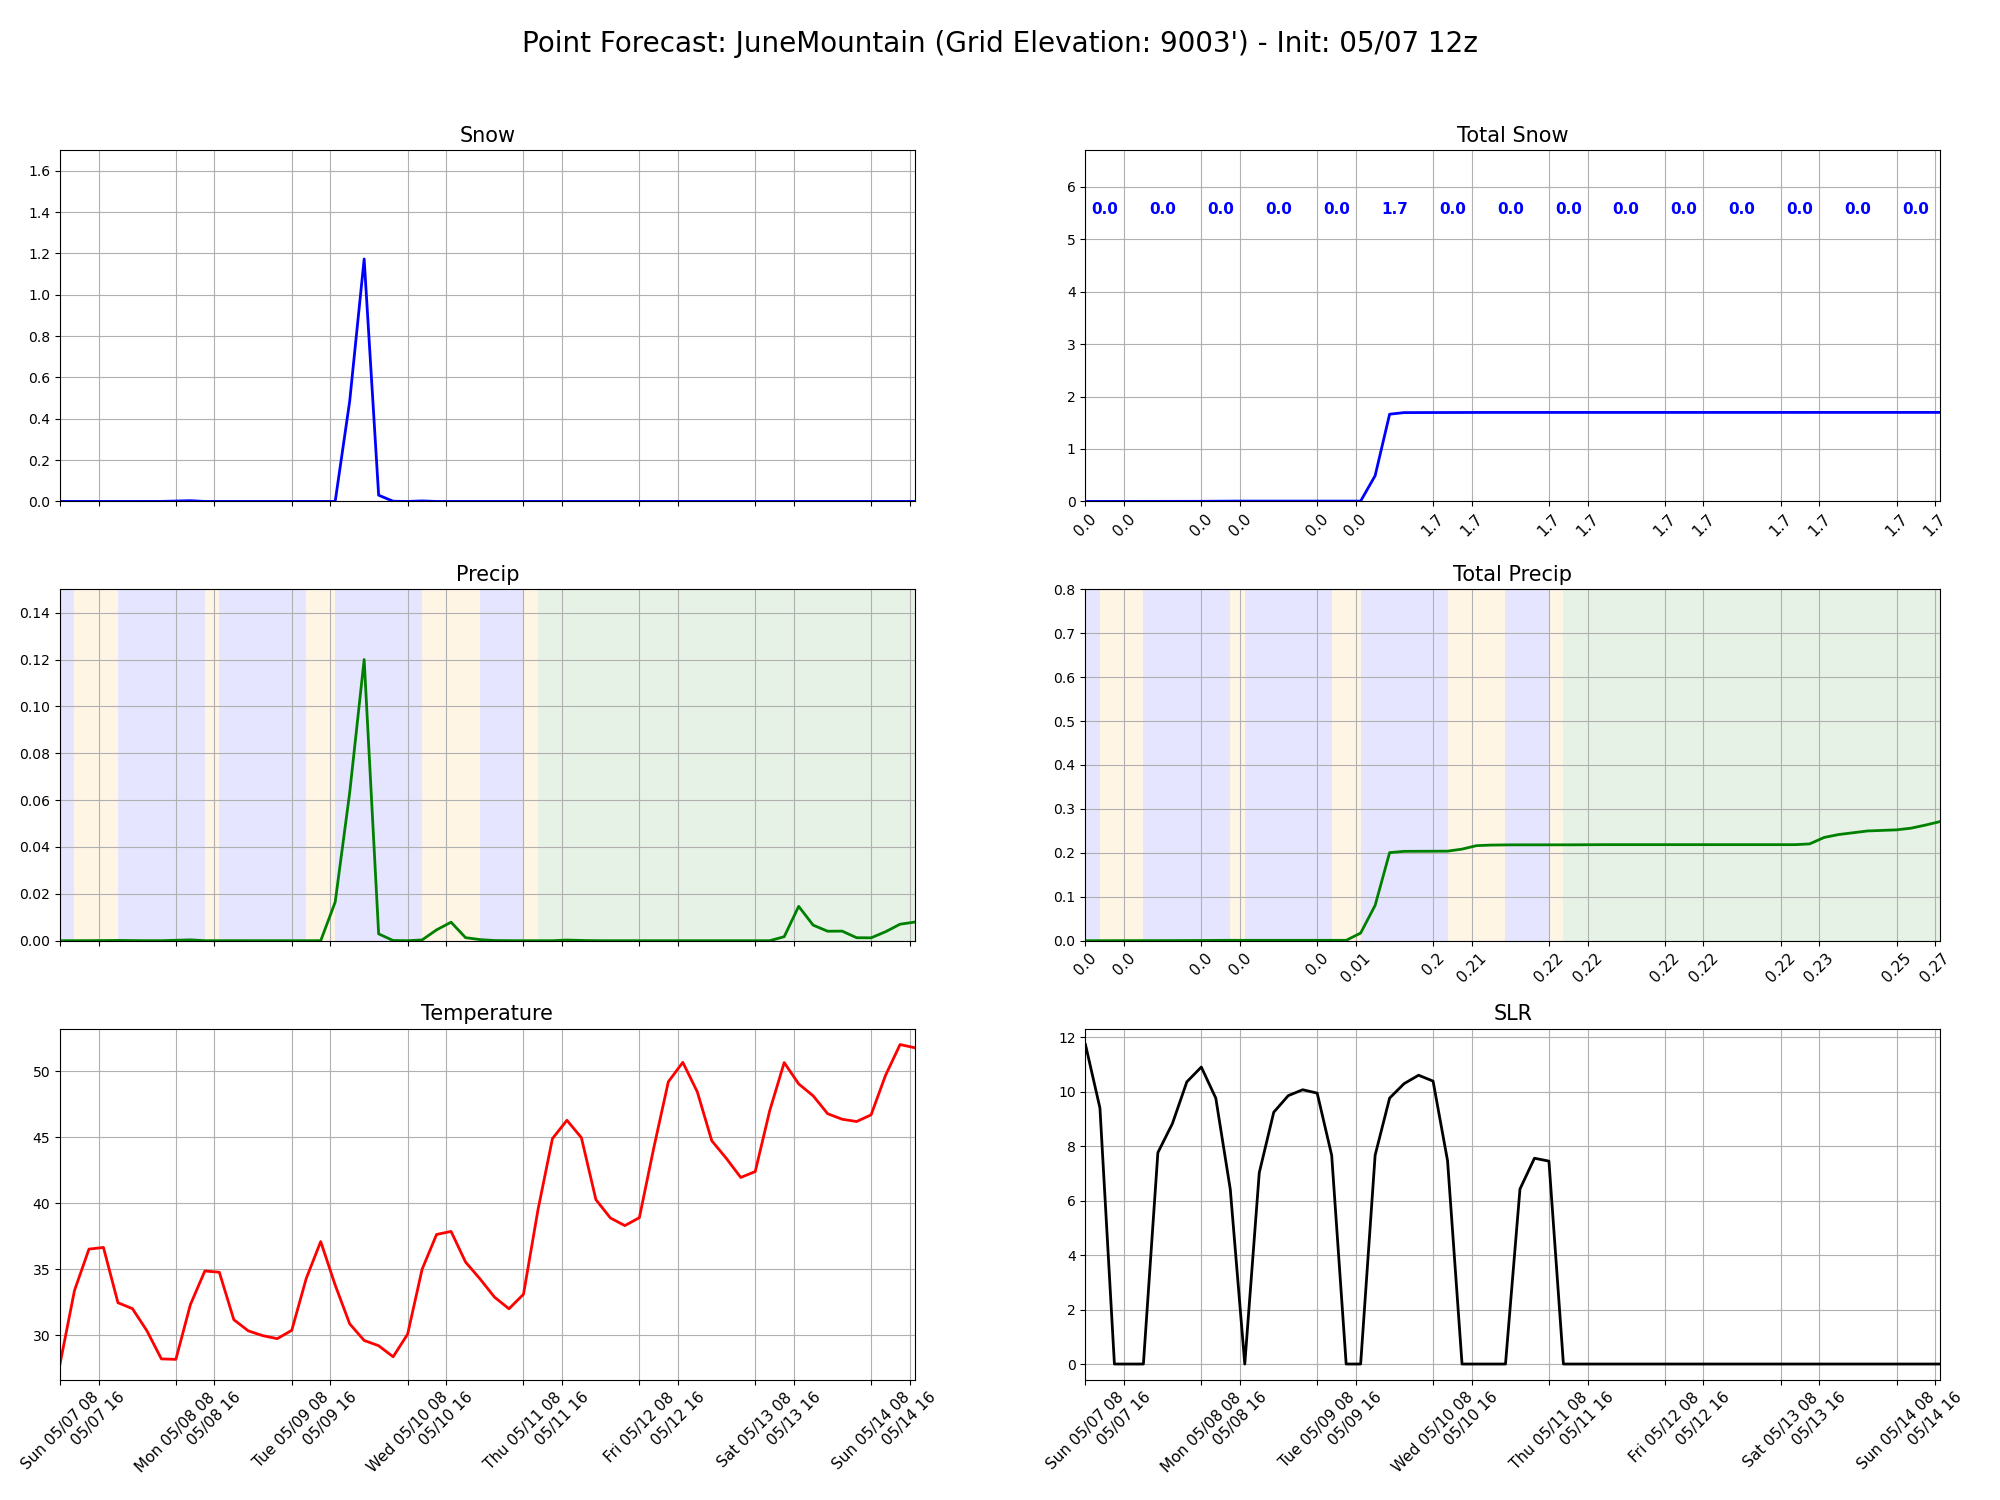 Point Forecast: JuneMountain (Grid Elevation: 9003') - Init: 05/07 12z
Snow
1.6
1.4
1.2
1.0
0.8
0.6
0.4
0.2
0.0
Total Snow
6
5
4
3
2
1
0
0.0 0.0 0.0 0.0 0.0 1.7 0.0 0.0 0.0 0.0 0.0 0.0 0.0 0.0 0.0
0.0 0.0 0.0 0.0 0.0 0.0 1.7 1.7 1.7 1.7 1.7 1.7 1.7 1.7 1.7 1.7
Precip
0.14
0.12
0.10
0.08
0.06
0.04
0.02
0.00
Total Precip
0.8
0.7
0.6
0.5
0.4
0.3
0.2
0.1
0.0
0.0 0.0 0.0 0.0 0.0 0.01 0.2 0.21 0.22 0.22 0.22 0.22 0.22 0.23 0.25 0.27
Temperature
50
45
40
35
30
Sun 05/07 08
05/07 16
Mon 05/08 08
05/08 16
Tue 05/09 08
05/09 16
Wed 05/10 08
05/10 16
Thu 05/11 08
05/11 16
Fri 05/12 08
05/12 16
Sat 05/13 08
05/13 16
Sun 05/14 08
05/14 16
SLR
12
10
8
6
4
2
0
Sun 05/07 08
05/07 16
Mon 05/08 08
05/08 16
Tue 05/09 08
05/09 16
Wed 05/10 08
05/10 16
Thu 05/11 08
05/11 16
Fri 05/12 08
05/12 16
Sat 05/13 08
05/13 16
Sun 05/14 08
05/14 16